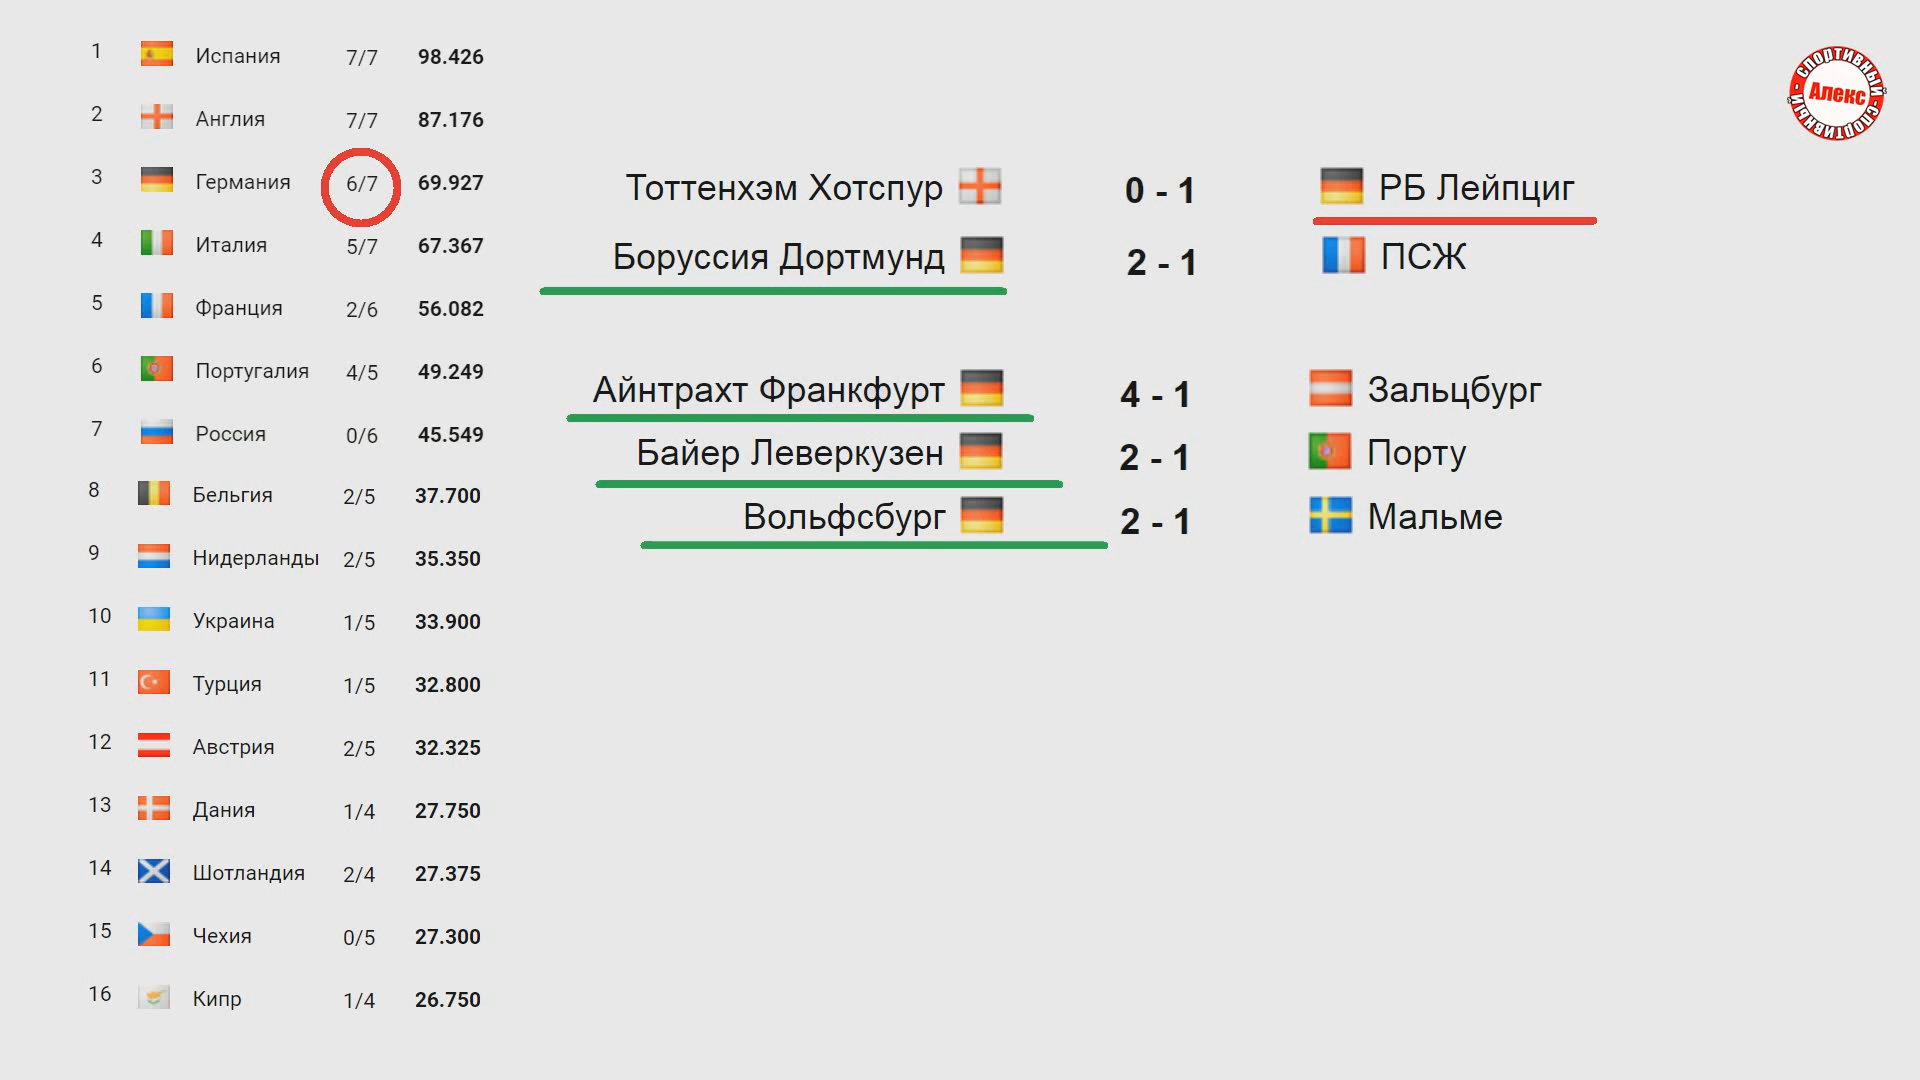 1 Испания 7/7 98.426
2 Англия 7/7 87.176
3 Германия 6/7 69.927
4 Италия 5/7 67.367
5 Франция 2/6 56.082
6 Португалия 4/5 49.249
7 Россия 0/6 45.549
8 Бельгия 2/5 37.700
9 Нидерланды 2/5 35.350
10 Украина 1/5 33.900
11 Турция 1/5 32.800
12 Австрия 2/5 32.325
13 Дания 1/4 27.750
14 Шотландия 2/4 27.375
15 Чехия 0/5 27.300
16 Кипр 1/4 26.750
Тоттенхэм Хотспур 0 - 1 РБ Лейпциг
Боруссия Дортмунд 2 - 1 ПСЖ
Айнтрахт Франкфурт 4 - 1 Зальцбург
Байер Леверкузен 2 - 1 Порту
Вольфсбург 2 - 1 Мальме
СПОРТИВНЫЙ
Алекс
СПОРТИВНЫЙ